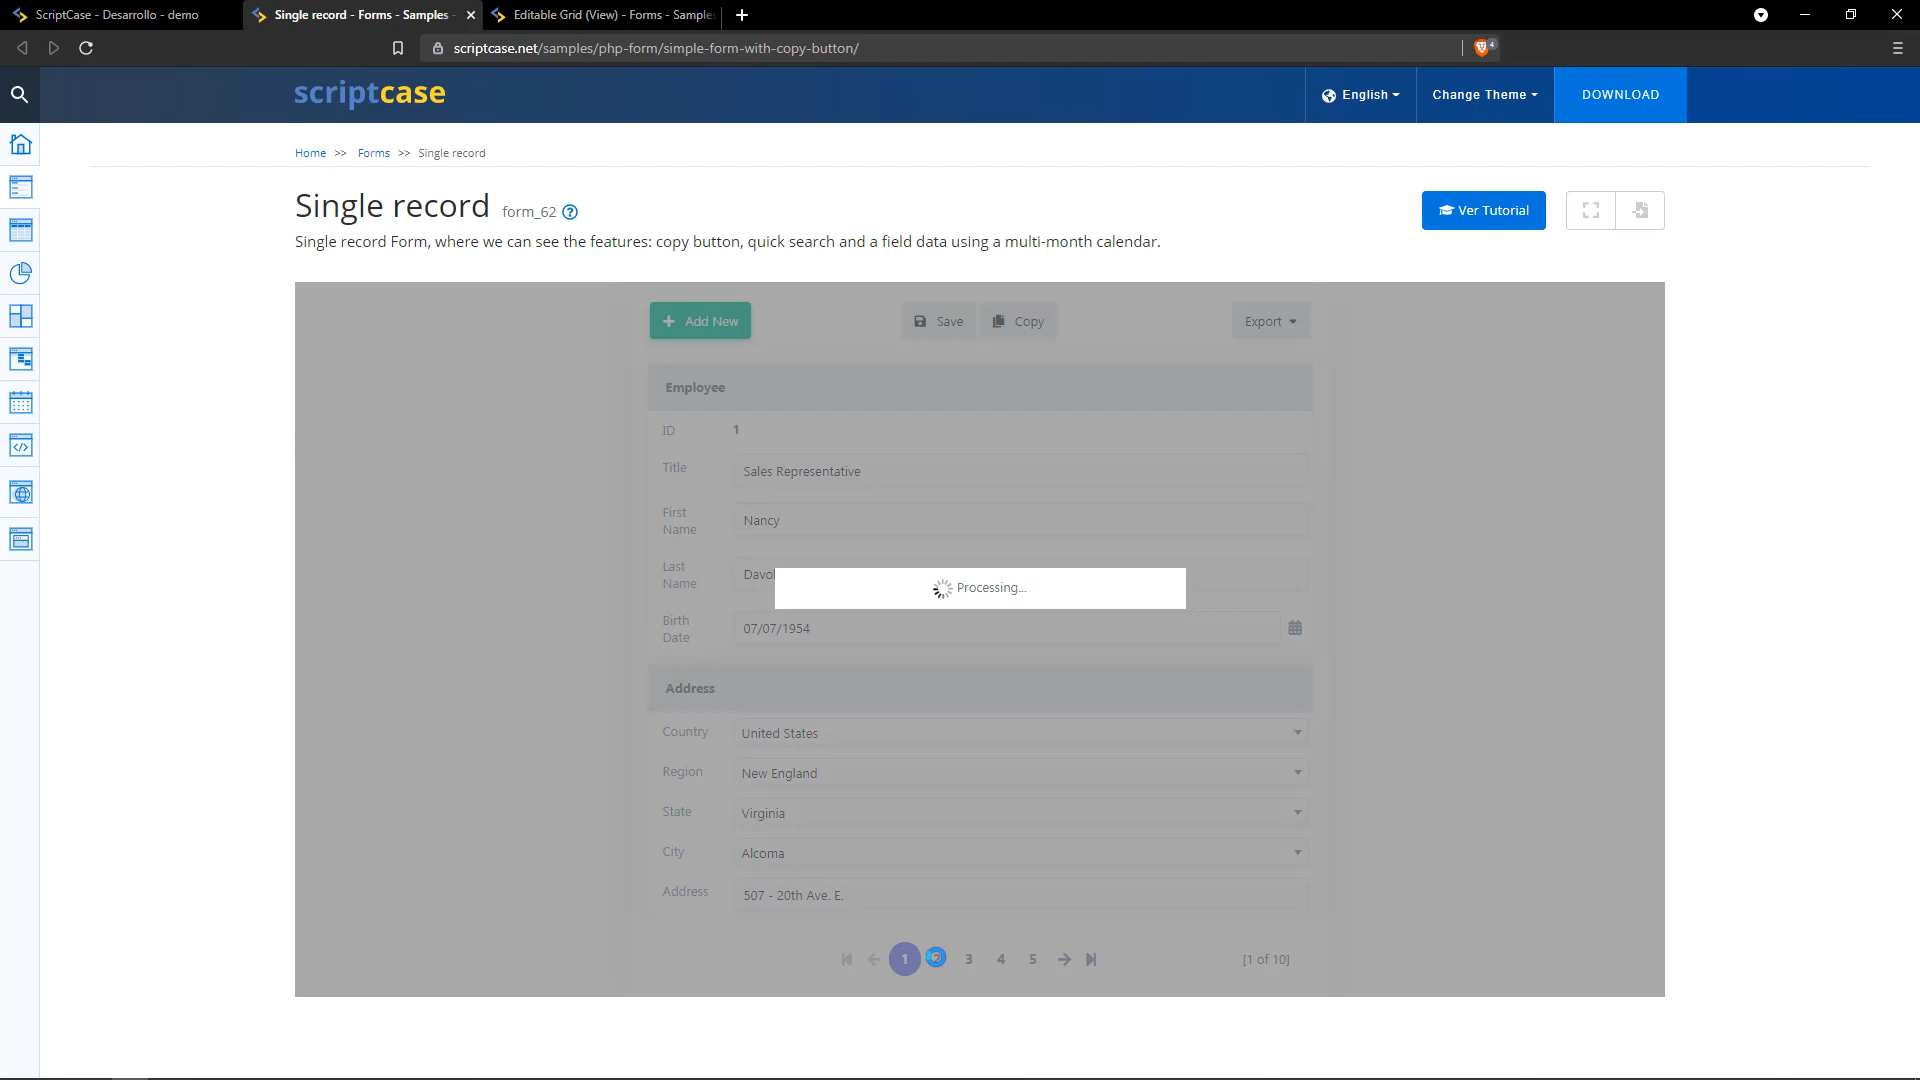 ScriptCase - Desarrollo - demo
Single record - Forms - Samples -
Editable Grid (View) - Forms - Samples
scriptcase.net/samples/php-form/simple-form-with-copy-button/
4
scriptcase
English
Change Theme
DOWNLOAD
Home >> Forms >> Single record
Single record form_62 ?
Ver Tutorial
Single record Form, where we can see the features: copy button, quick search and a field data using a multi-month calendar.
+ Add New
Save
Copy
Export
Employee
ID 1
Title Sales Representative
First Name Nancy
Last Name Davol
Processing...
Birth Date 07/07/1954
Address
Country United States
Region New England
State Virginia
City Alcoma
Address 507 - 20th Ave. E.
1 2 3 4 5
[1 of 10]